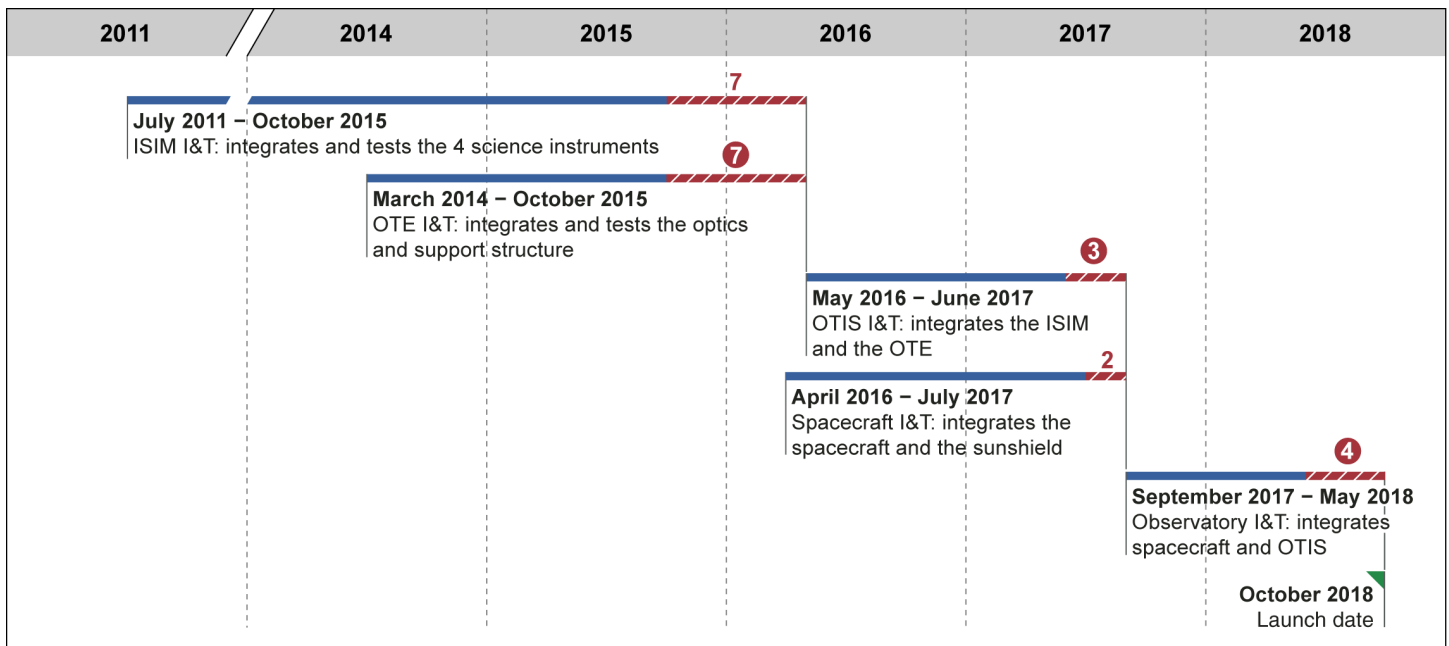 2011 2014 2015 2016 2017 2018
7
July 2011 – October 2015
ISIM I&T: integrates and tests the 4 science instruments
7
March 2014 – October 2015
OTE I&T: integrates and tests the optics
and support structure
3
May 2016 – June 2017
OTIS I&T: integrates the ISIM
and the OTE
2
April 2016 – July 2017
Spacecraft I&T: integrates the
spacecraft and the sunshield
4
September 2017 – May 2018
Observatory I&T: integrates
spacecraft and OTIS
October 2018
Launch date